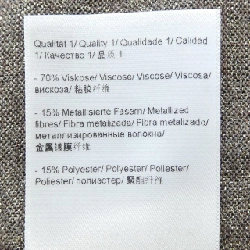 Qualität 1/ Quality 1/ Qualidade 1/ Calidad
1/ Качество 1/ 品质 1
- 70% Viskose/ Viscose/ Viscose/ Viscosa/
вискоза/ 粘胶纤维
- 15% Metallisierte Fasern/ Metallized
fibres/ Fibra metalizada/ Fibra metalizado/
металлизированные волокна/
金属镀膜纤维
- 15% Polyester/ Polyester/ Poliester/
Poliéster/ полиэстер/ 聚酯纤维